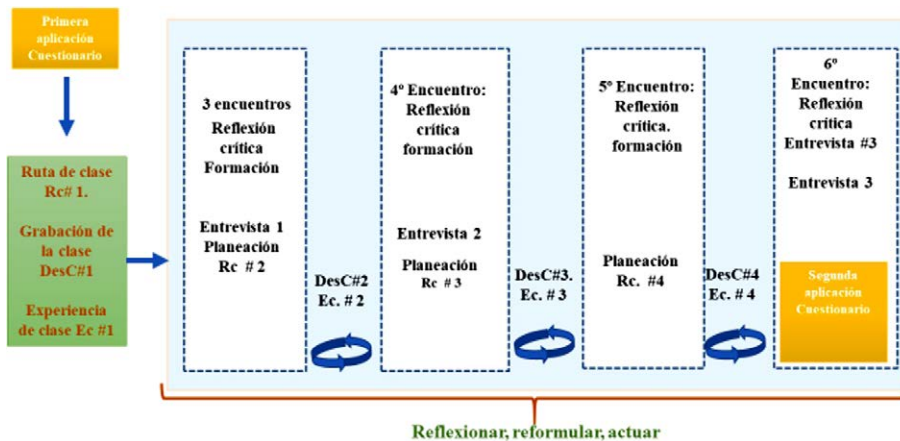 Primera
aplicación
Cuestionario
Ruta de clase
Rc# 1.
Grabación de
la clase
DesC#1
Experiencia
de clase Ec #1
3 encuentros
Reflexión
crítica
Formación
Entrevista 1
Planeación
Rc # 2
DesC#2
Ec. # 2
4º Encuentro:
Reflexión
crítica
formación
Entrevista 2
Planeación
Rc # 3
DesC#3.
Ec. # 3
5º Encuentro:
Reflexión
crítica.
formación
Planeación
Rc. #4
DesC#4
Ec. # 4
6º
Encuentro:
Reflexión
crítica
Entrevista #3
Entrevista 3
Segunda
aplicación
Cuestionario
Reflexionar, reformular, actuar